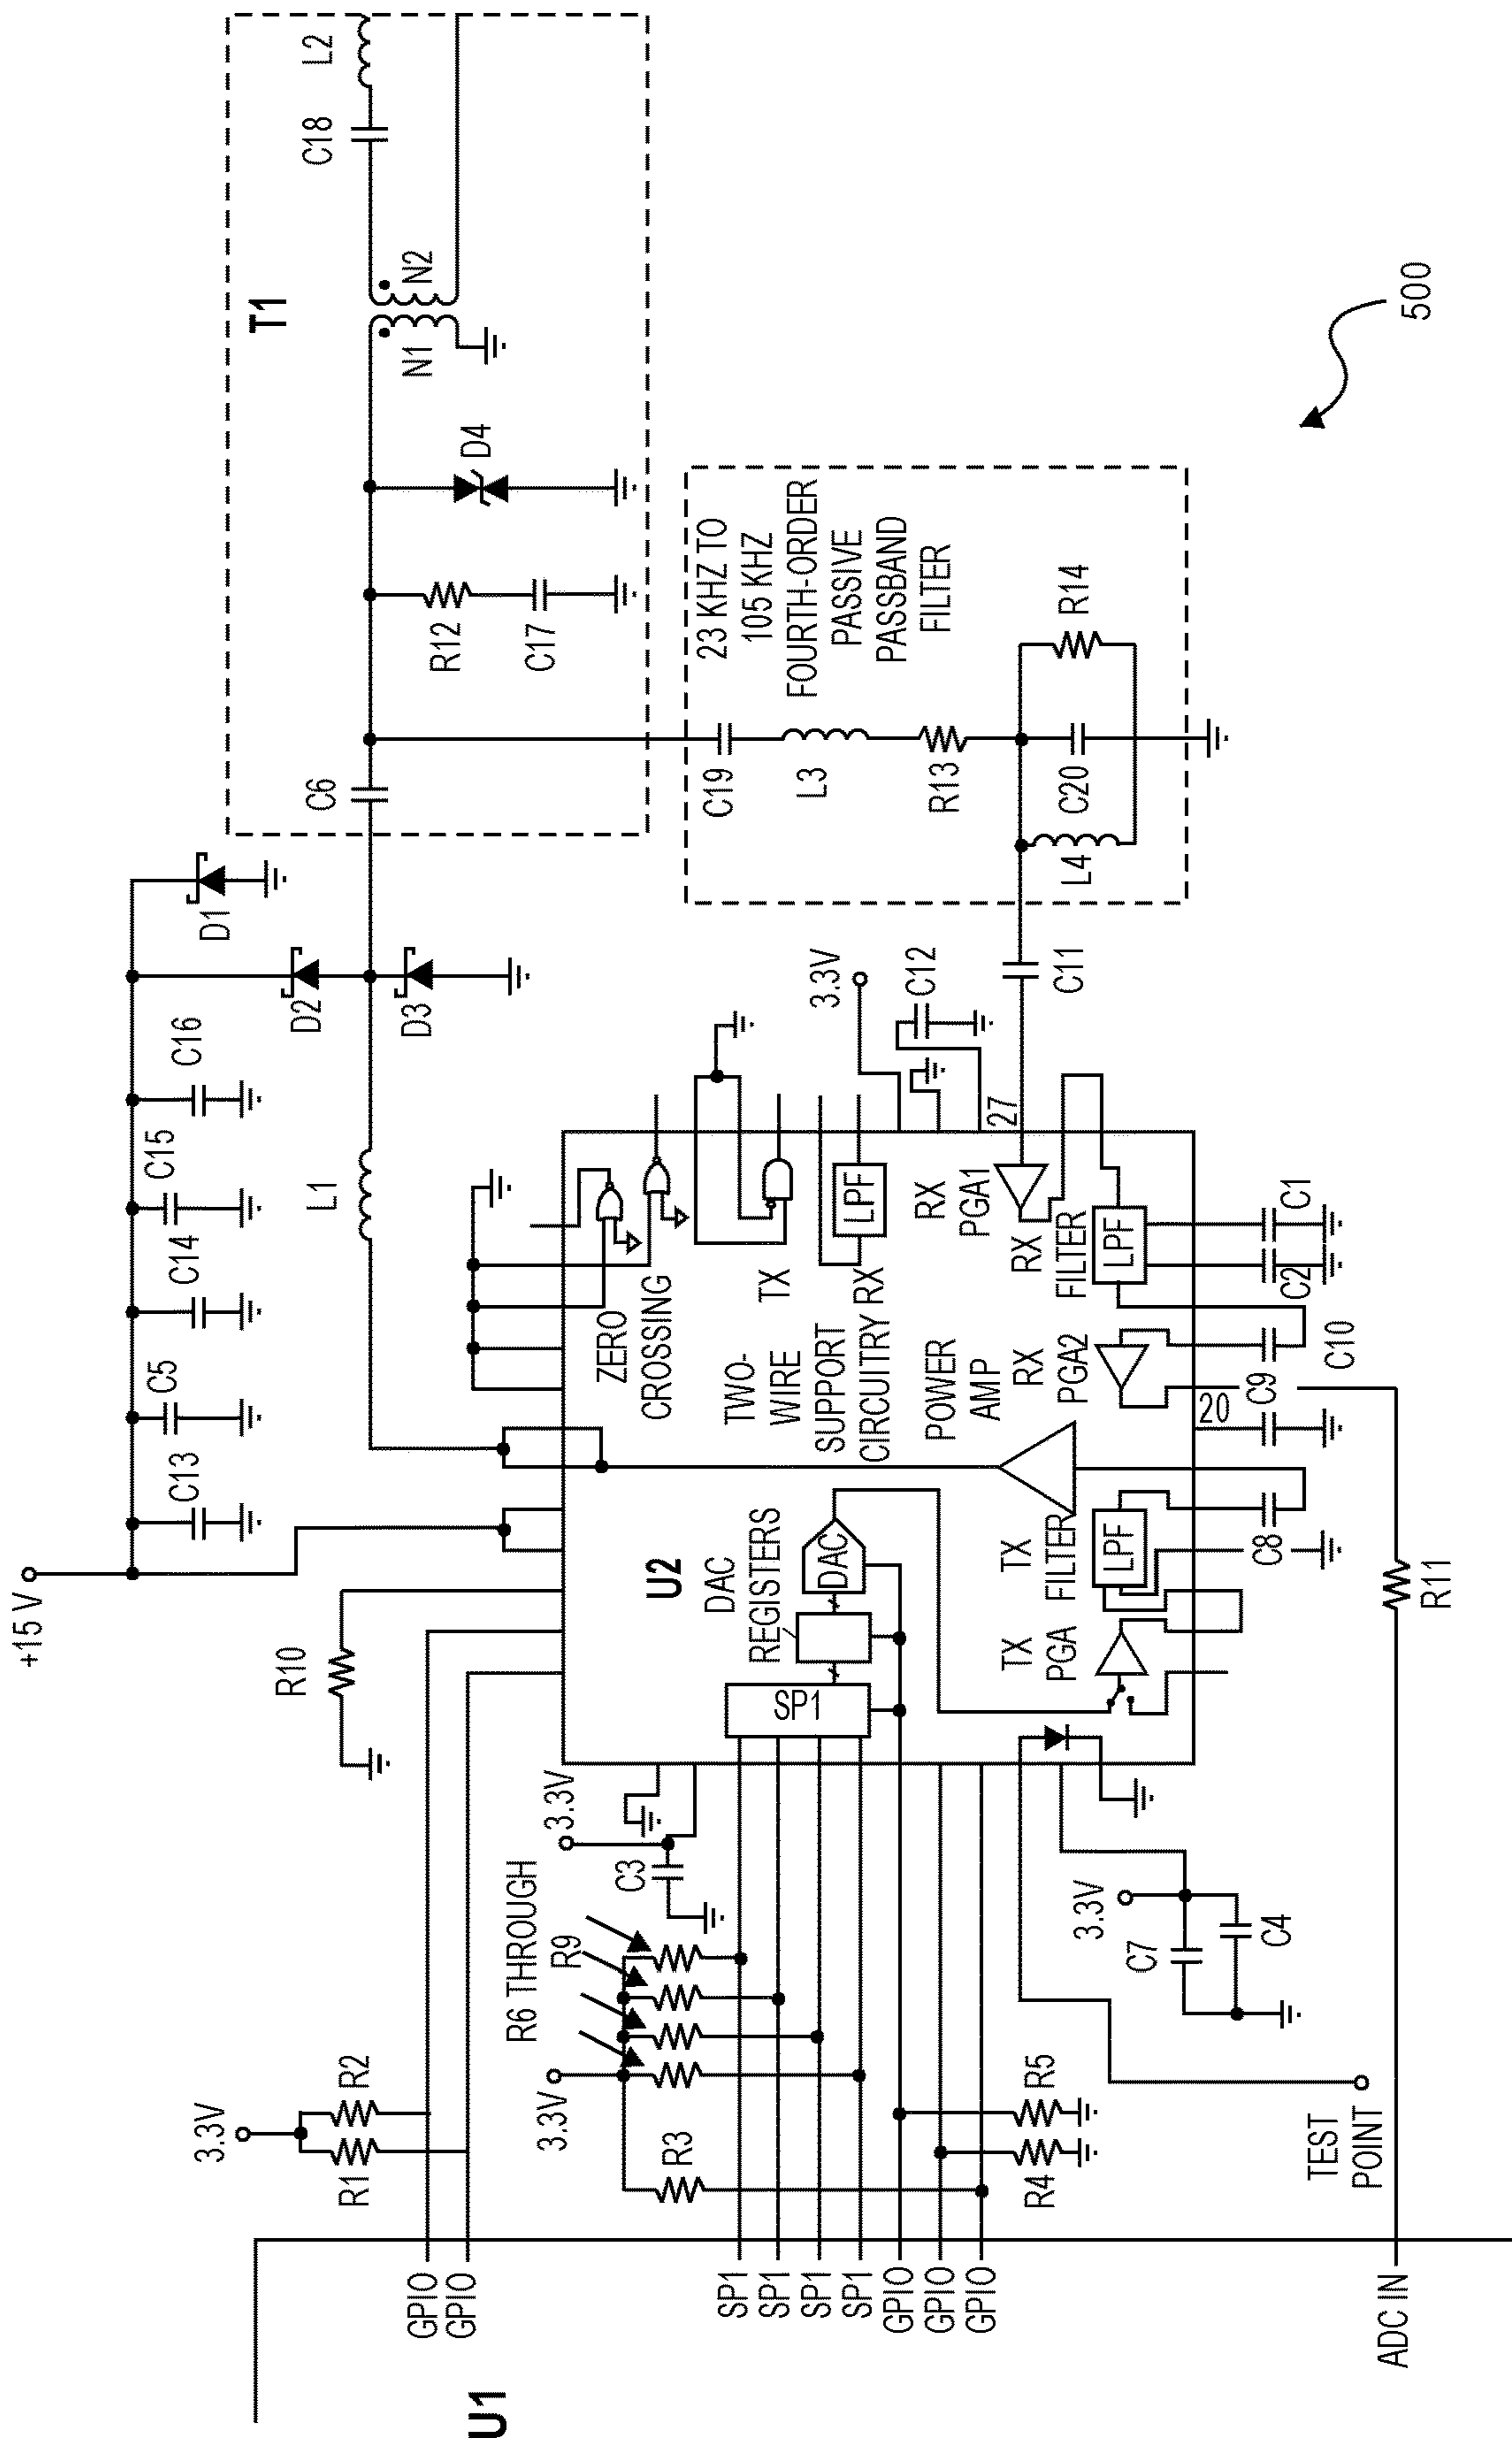 +15 V
C13
C5
C14
C15
C16
D1
D2
D3
L1
C6
T1
R12
C17
D4
N1
N2
C18
L2
3.3V
R1
R2
R10
GPIO
GPIO
U1
3.3V
R6 THROUGH
R9
3.3V
C3
R3
SP1
SP1
SP1
SP1
GPIO
GPIO
GPIO
R4
R5
TEST
POINT
3.3V
C7
C4
ADC IN
R11
U2
SP1
DAC
REGISTERS
DAC
TX
PGA
TX
FILTER
LPF
C8
POWER
AMP
20
C9
C10
RX
PGA2
RX
FILTER
LPF
C2
C1
ZERO
CROSSING
TWO-
WIRE
SUPPORT
CIRCUITRY
TX
RX
LPF
RX
PGA1
27
3.3V
C12
C11
23 KHZ TO
105 KHZ
FOURTH-ORDER
PASSIVE
PASSBAND
FILTER
C19
L3
R13
C20
L4
R14
500